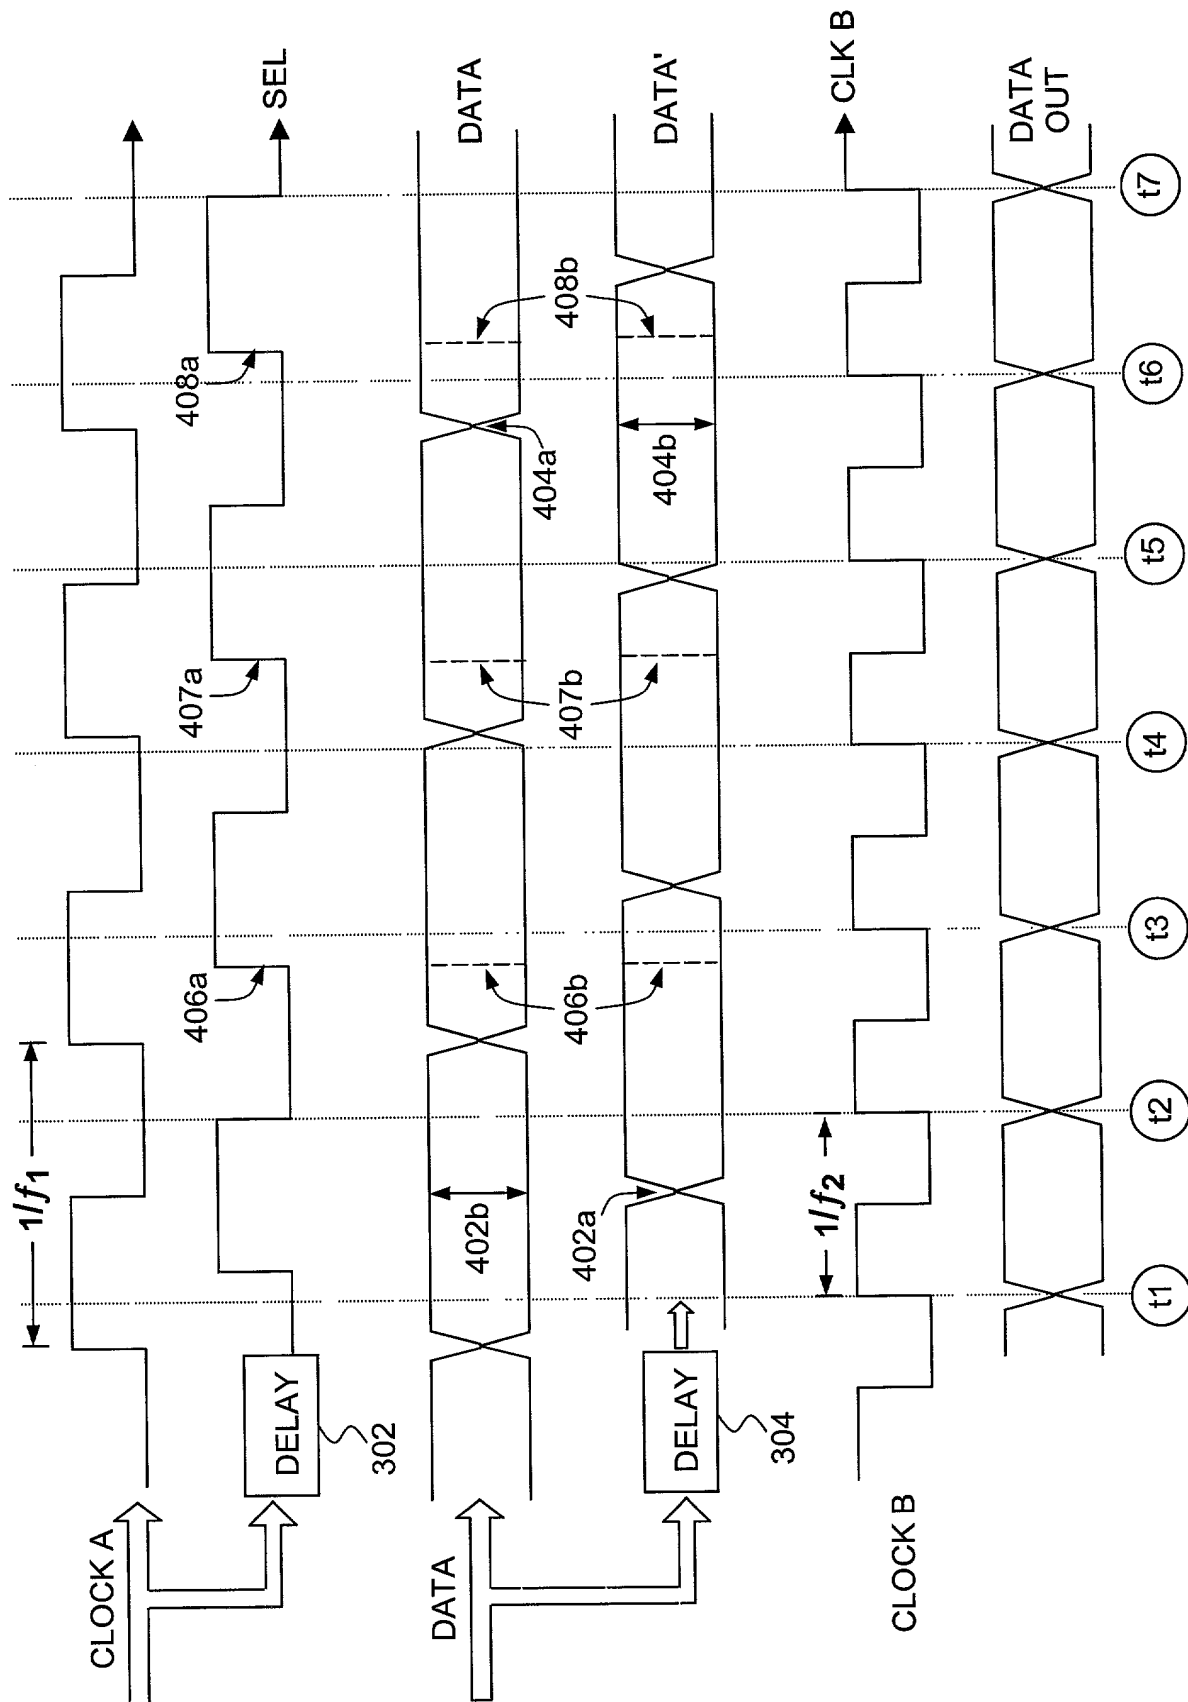 CLOCK A
1/f1
DELAY
302
406a
407a
408a
SEL
DATA
402b
406b
407b
404a
408b
DATA
DELAY
304
402a
404b
DATA'
CLOCK B
1/f2
CLK B
DATA
OUT
t1
t2
t3
t4
t5
t6
t7